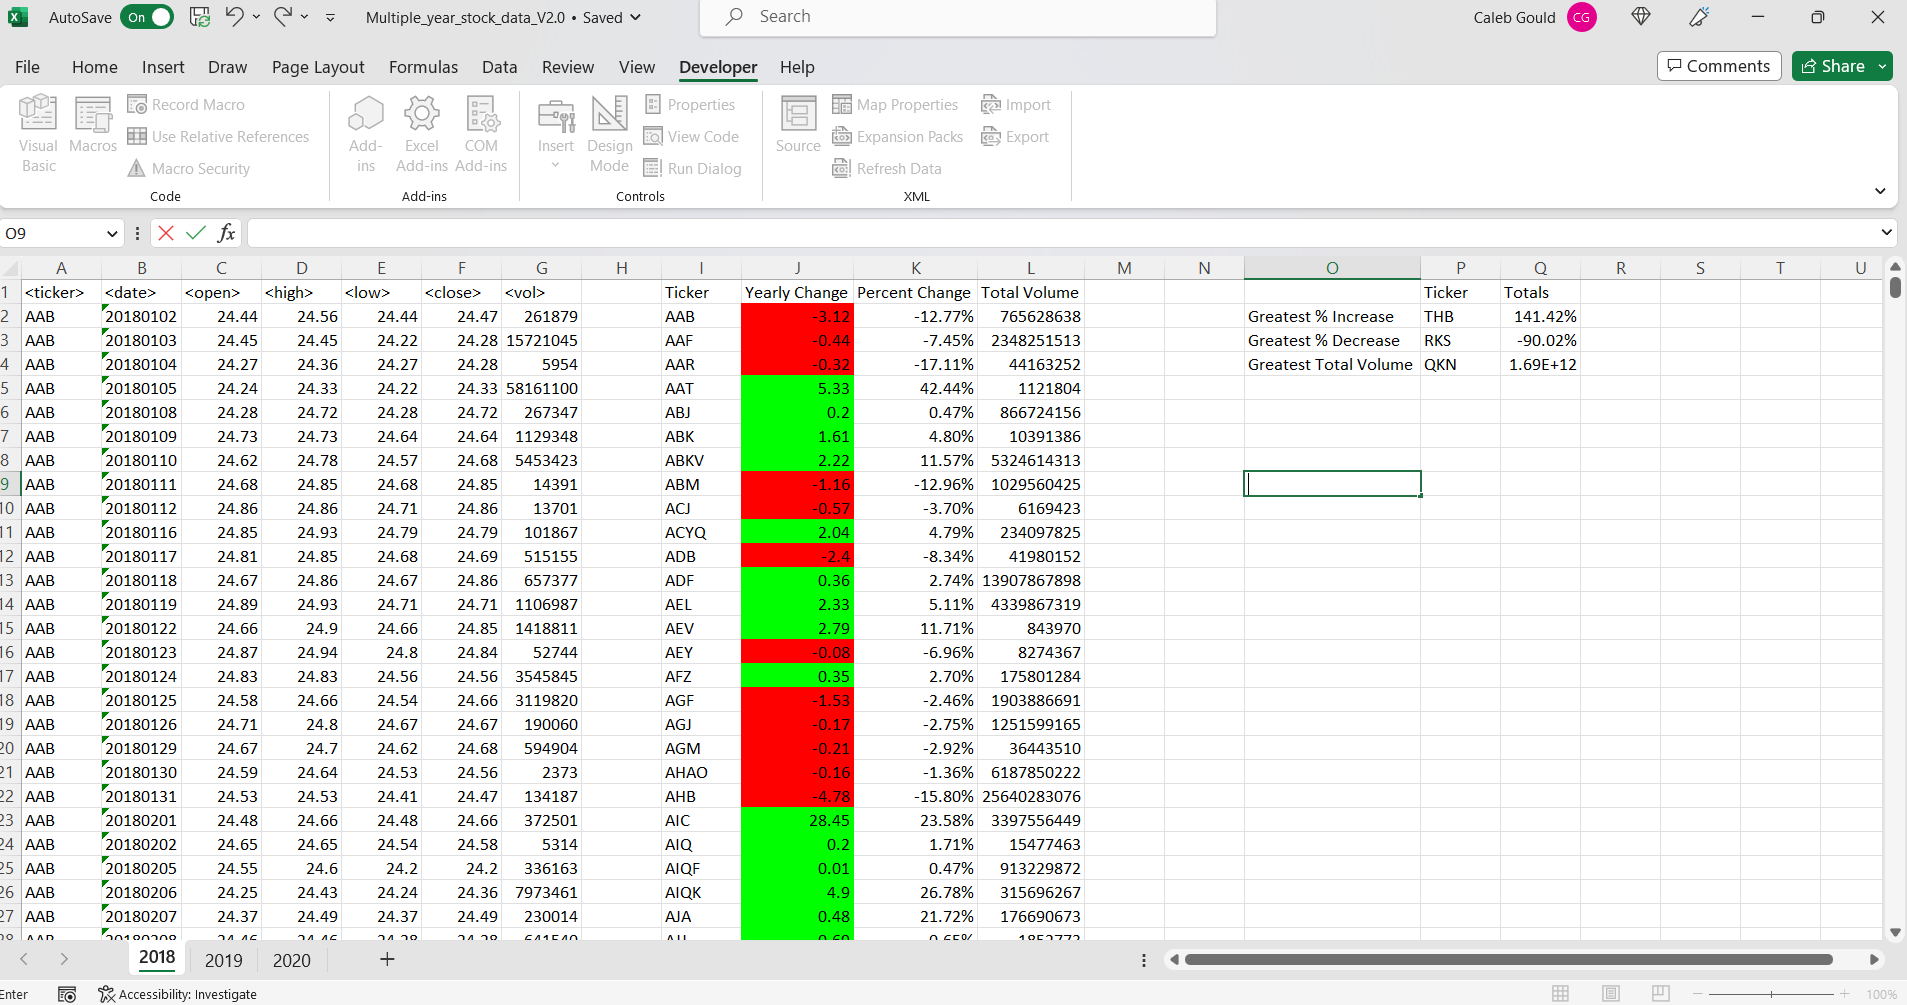 AutoSave On Multiple_year_stock_data_V2.0 • Saved Search Caleb Gould CG
File Home Insert Draw Page Layout Formulas Data Review View Developer Help Comments Share
Visual Basic Macros Record Macro Use Relative References Macro Security
Add-ins Excel Add-ins COM Add-ins
Insert Design Mode Properties View Code Run Dialog
Source Map Properties Expansion Packs Refresh Data Import Export
Code Add-ins Controls XML
O9 fx
A B C D E F G H I J K L M N O P Q R S T U
1 <ticker> <date> <open> <high> <low> <close> <vol> Ticker Yearly Change Percent Change Total Volume Ticker Totals
2 AAB 20180102 24.44 24.56 24.44 24.47 261879 AAB -3.12 -12.77% 765628638 Greatest % Increase THB 141.42%
3 AAB 20180103 24.45 24.45 24.22 24.28 15721045 AAF -0.44 -7.45% 2348251513 Greatest % Decrease RKS -90.02%
4 AAB 20180104 24.27 24.36 24.27 24.28 5954 AAR -0.32 -17.11% 44163252 Greatest Total Volume QKN 1.69E+12
5 AAB 20180105 24.24 24.33 24.22 24.33 58161100 AAT 5.33 42.44% 1121804
6 AAB 20180108 24.28 24.72 24.28 24.72 267347 ABJ 0.2 0.47% 866724156
7 AAB 20180109 24.73 24.73 24.64 24.64 1129348 ABK 1.61 4.80% 10391386
8 AAB 20180110 24.62 24.78 24.57 24.68 5453423 ABKV 2.22 11.57% 5324614313
9 AAB 20180111 24.68 24.85 24.68 24.85 14391 ABM -1.16 -12.96% 1029560425
10 AAB 20180112 24.86 24.86 24.71 24.86 13701 ACJ -0.57 -3.70% 6169423
11 AAB 20180116 24.85 24.93 24.79 24.79 101867 ACYQ 2.04 4.79% 234097825
12 AAB 20180117 24.81 24.85 24.68 24.69 515155 ADB -2.4 -8.34% 41980152
13 AAB 20180118 24.67 24.86 24.67 24.86 657377 ADF 0.36 2.74% 13907867898
14 AAB 20180119 24.89 24.93 24.71 24.71 1106987 AEL 2.33 5.11% 4339867319
15 AAB 20180122 24.66 24.9 24.66 24.85 1418811 AEV 2.79 11.71% 843970
16 AAB 20180123 24.87 24.94 24.8 24.84 52744 AEY -0.08 -6.96% 8274367
17 AAB 20180124 24.83 24.83 24.56 24.56 3545845 AFZ 0.35 2.70% 175801284
18 AAB 20180125 24.58 24.66 24.54 24.66 3119820 AGF -1.53 -2.46% 1903886691
19 AAB 20180126 24.71 24.8 24.67 24.67 190060 AGJ -0.17 -2.75% 1251599165
20 AAB 20180129 24.67 24.7 24.62 24.68 594904 AGM -0.21 -2.92% 36443510
21 AAB 20180130 24.59 24.64 24.53 24.56 2373 AHAO -0.16 -1.36% 6187850222
22 AAB 20180131 24.53 24.53 24.41 24.47 134187 AHB -4.78 -15.80% 25640283076
23 AAB 20180201 24.48 24.66 24.48 24.66 372501 AIC 28.45 23.58% 3397556449
24 AAB 20180202 24.65 24.65 24.54 24.58 5314 AIQ 0.2 1.71% 15477463
25 AAB 20180205 24.55 24.6 24.2 24.2 336163 AIQF 0.01 0.47% 913229872
26 AAB 20180206 24.25 24.43 24.24 24.36 7973461 AIQK 4.9 26.78% 315696267
27 AAB 20180207 24.37 24.49 24.37 24.49 230014 AJA 0.48 21.72% 176690673
2018 2019 2020
Enter Accessibility: Investigate 100%